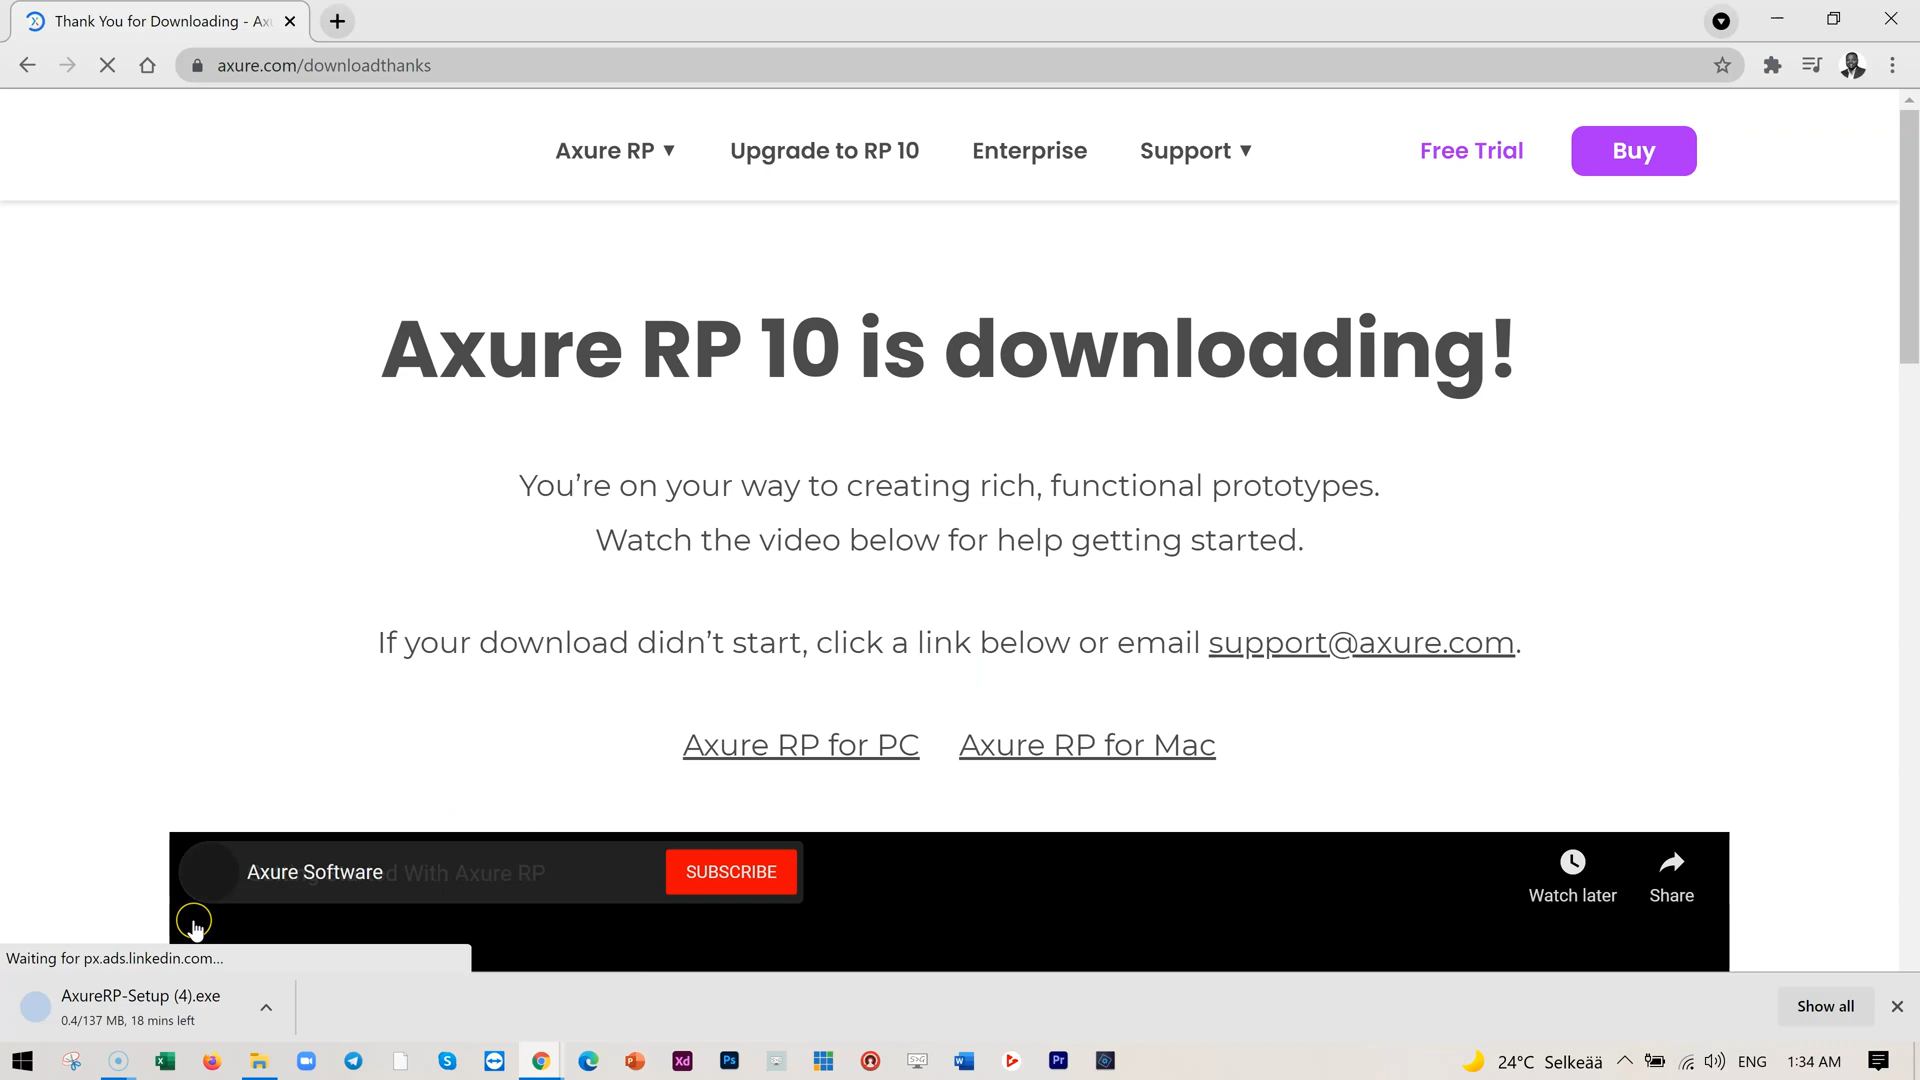 Thank You for Downloading - Ax
axure.com/downloadthanks
Axure RP ▼ Upgrade to RP 10 Enterprise Support ▼ Free Trial Buy
Axure RP 10 is downloading!
You’re on your way to creating rich, functional prototypes.
Watch the video below for help getting started.
If your download didn’t start, click a link below or email support@axure.com.
Axure RP for PC Axure RP for Mac
Axure Software d With Axure RP SUBSCRIBE
Watch later Share
Waiting for px.ads.linkedin.com...
AxureRP-Setup (4).exe
0.4/137 MB, 18 mins left
Show all
Xd Ps SVG Pr 24°C Selkeää ENG 1:34 AM